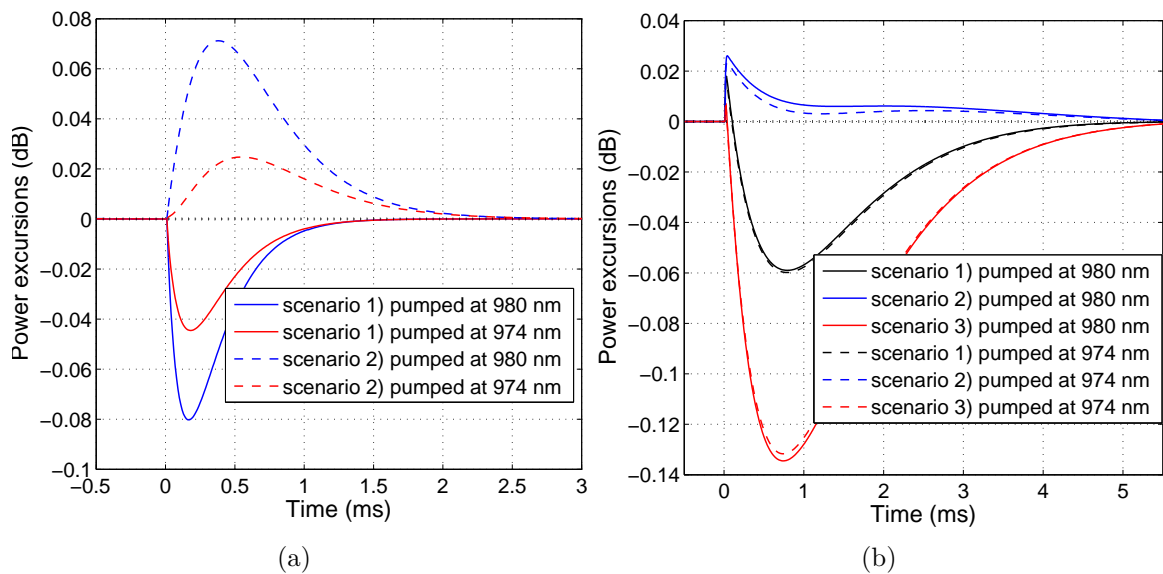 0.08
0.06
0.04
0.02
0
−0.02
−0.04
−0.06
−0.08
−0.1
Power excursions (dB)
−0.5 0 0.5 1 1.5 2 2.5 3
Time (ms)
scenario 1) pumped at 980 nm
scenario 1) pumped at 974 nm
scenario 2) pumped at 980 nm
scenario 2) pumped at 974 nm
(a)
0.04
0.02
0
−0.02
−0.04
−0.06
−0.08
−0.1
−0.12
−0.14
Power excursions (dB)
0 1 2 3 4 5
Time (ms)
scenario 1) pumped at 980 nm
scenario 2) pumped at 980 nm
scenario 3) pumped at 980 nm
scenario 1) pumped at 974 nm
scenario 2) pumped at 974 nm
scenario 3) pumped at 974 nm
(b)